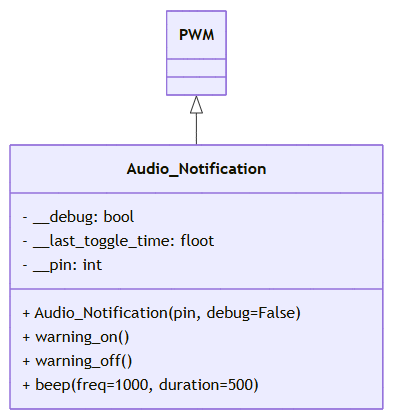 PWM
Audio_Notification
- __debug: bool
- __last_toggle_time: floot
- __pin: int
+ Audio_Notification(pin, debug=False)
+ warning_on()
+ warning_off()
+ beep(freq=1000, duration=500)